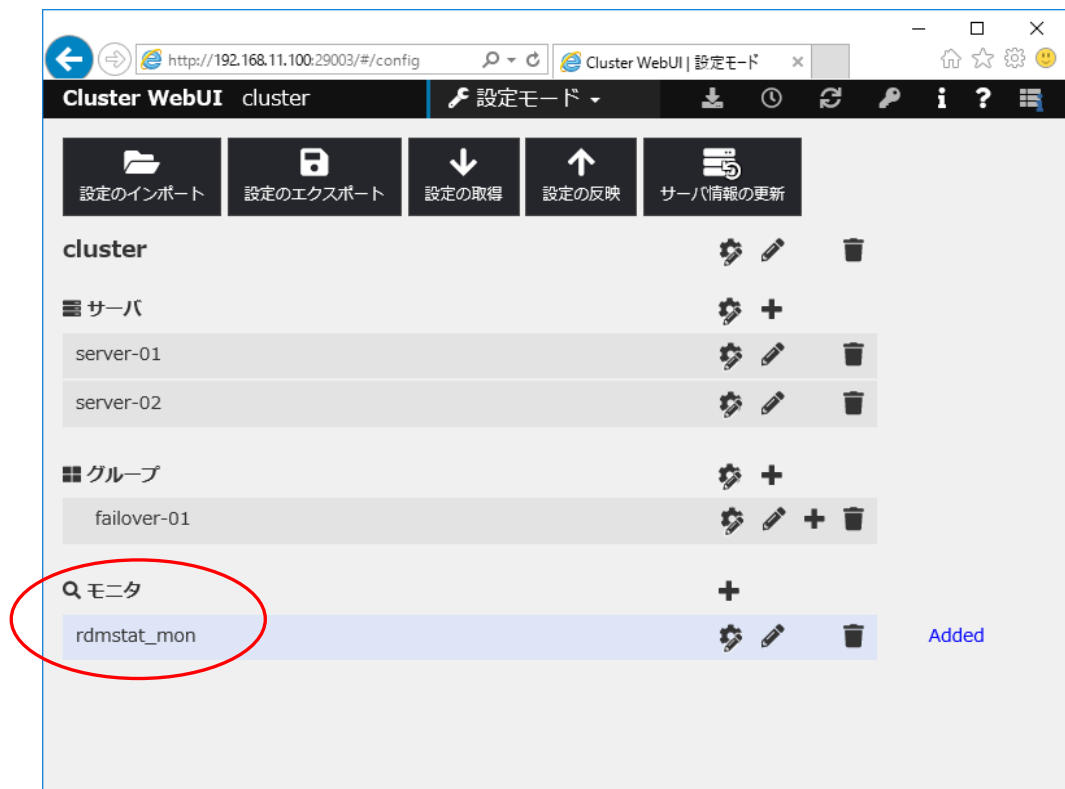 http://192.168.11.100:29003/#/config
Cluster WebUI | 設定モード
Cluster WebUI cluster 設定モード
設定のインポート 設定のエクスポート 設定の取得 設定の反映 サーバ情報の更新
cluster
サーバ
server-01
server-02
グループ
failover-01
モニタ
rdmstat_mon Added